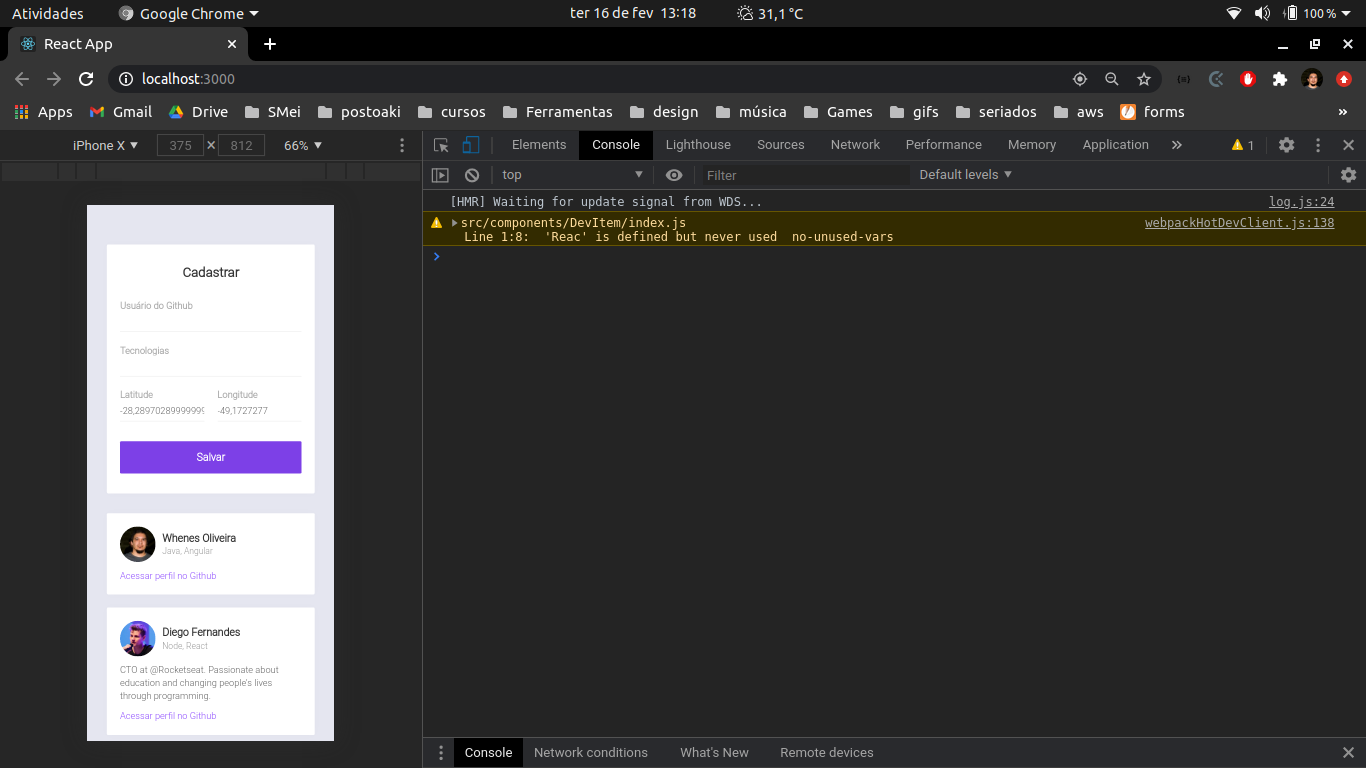 Atividades Google Chrome ter 16 de fev 13:18 31,1 °C 100 %
React App
localhost:3000
Apps Gmail Drive SMei postoaki cursos Ferramentas design música Games gifs seriados aws forms »
iPhone X 375 × 812 66% Elements Console Lighthouse Sources Network Performance Memory Application » 1
top Filter Default levels
[HMR] Waiting for update signal from WDS... log.js:24
src/components/DevItem/index.js webpackHotDevClient.js:138
Line 1:8: 'Reac' is defined but never used no-unused-vars
Cadastrar
Usuário do Github
Tecnologias
Latitude Longitude
-28,28970289999999 -49,1727277
Salvar
Whenes Oliveira
Java, Angular
Acessar perfil no Github
Diego Fernandes
Node, React
CTO at @Rocketseat. Passionate about
education and changing people's lives
through programming.
Acessar perfil no Github
Console Network conditions What's New Remote devices